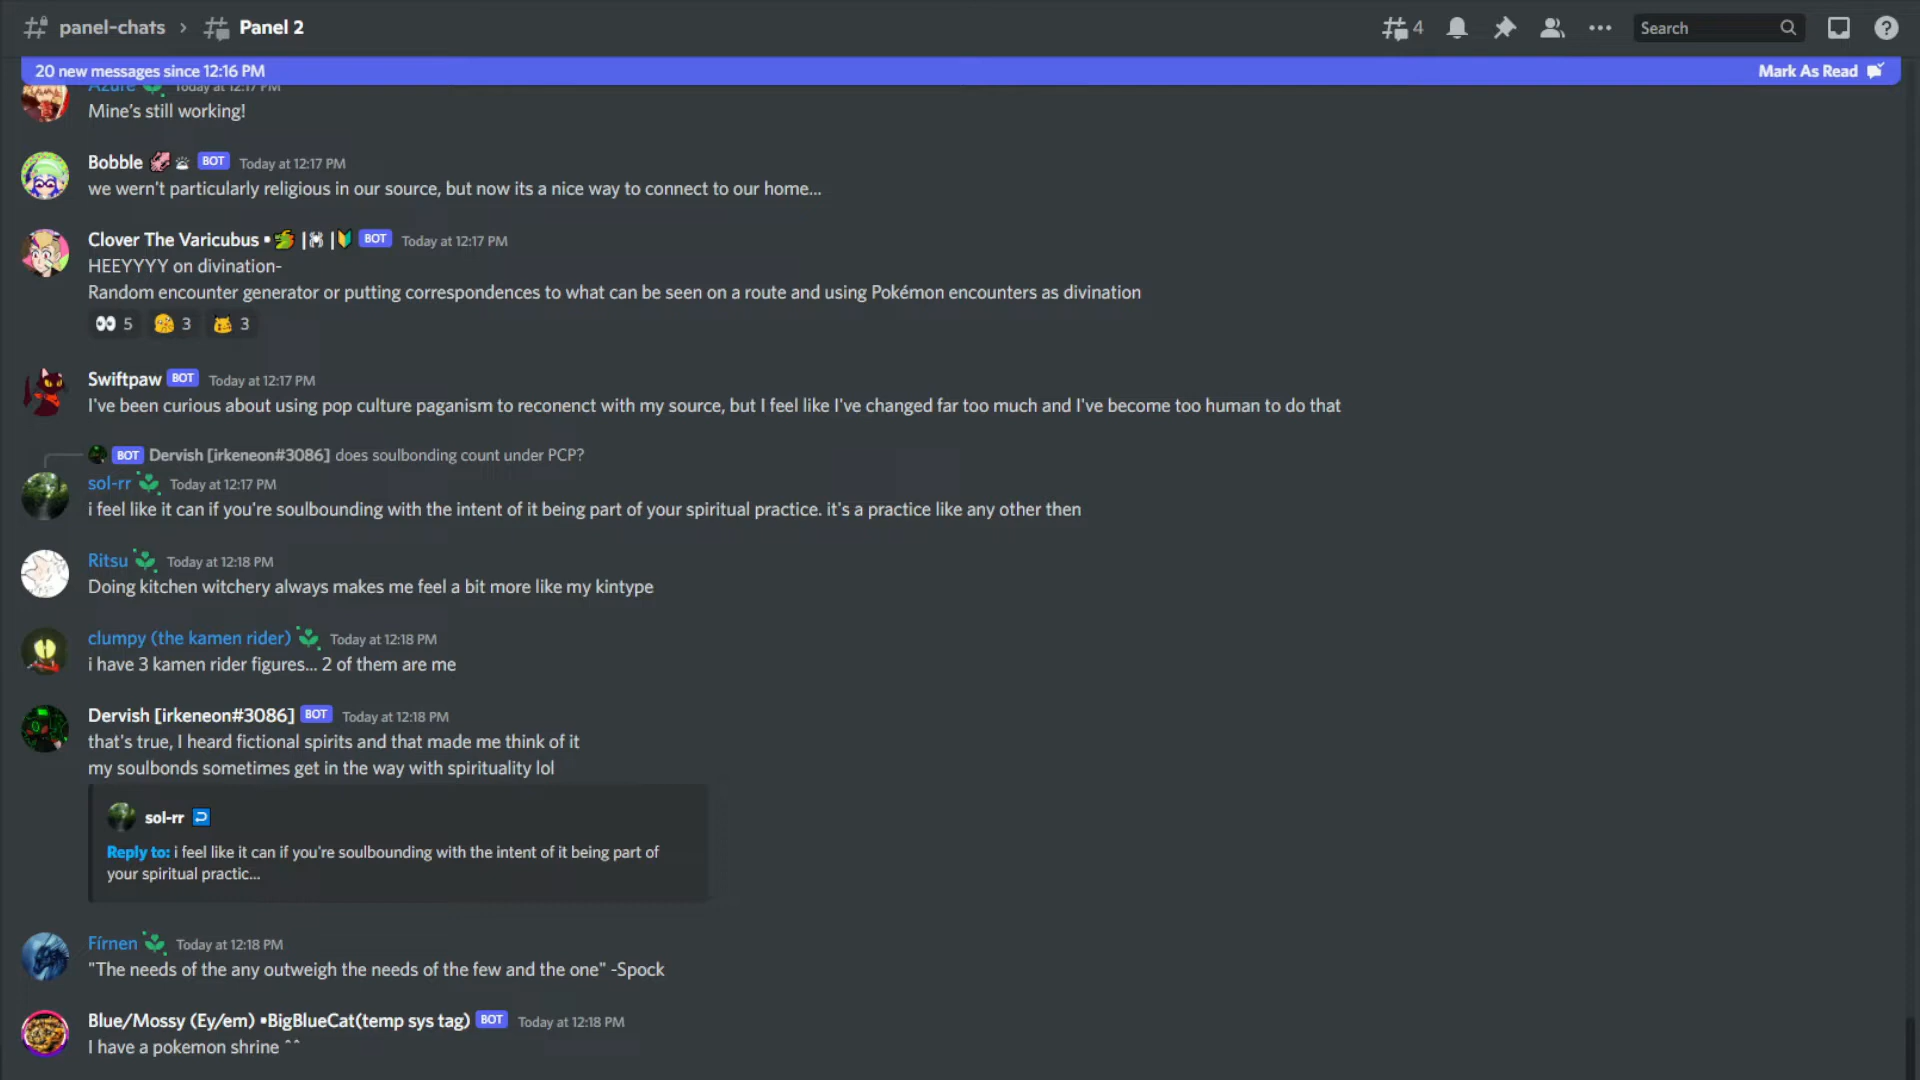 panel-chats › Panel 2
4
Search
20 new messages since 12:16 PM
Mark As Read
Azure Today at 12:17 PM
Mine's still working!
Bobble BOT Today at 12:17 PM
we wern't particularly religious in our source, but now its a nice way to connect to our home...
Clover The Varicubus • | | BOT Today at 12:17 PM
HEEYYYY on divination-
Random encounter generator or putting correspondences to what can be seen on a route and using Pokémon encounters as divination
5 3 3
Swiftpaw BOT Today at 12:17 PM
I've been curious about using pop culture paganism to reconenct with my source, but I feel like I've changed far too much and I've become too human to do that
BOT Dervish [irkeneon#3086] does soulbonding count under PCP?
sol-rr Today at 12:17 PM
i feel like it can if you're soulbounding with the intent of it being part of your spiritual practice. it's a practice like any other then
Ritsu Today at 12:18 PM
Doing kitchen witchery always makes me feel a bit more like my kintype
clumpy (the kamen rider) Today at 12:18 PM
i have 3 kamen rider figures... 2 of them are me
Dervish [irkeneon#3086] BOT Today at 12:18 PM
that's true, I heard fictional spirits and that made me think of it
my soulbonds sometimes get in the way with spirituality lol
sol-rr
Reply to: i feel like it can if you're soulbounding with the intent of it being part of
your spiritual practic...
Fírnen Today at 12:18 PM
"The needs of the any outweigh the needs of the few and the one" -Spock
Blue/Mossy (Ey/em) •BigBlueCat(temp sys tag) BOT Today at 12:18 PM
I have a pokemon shrine ^^